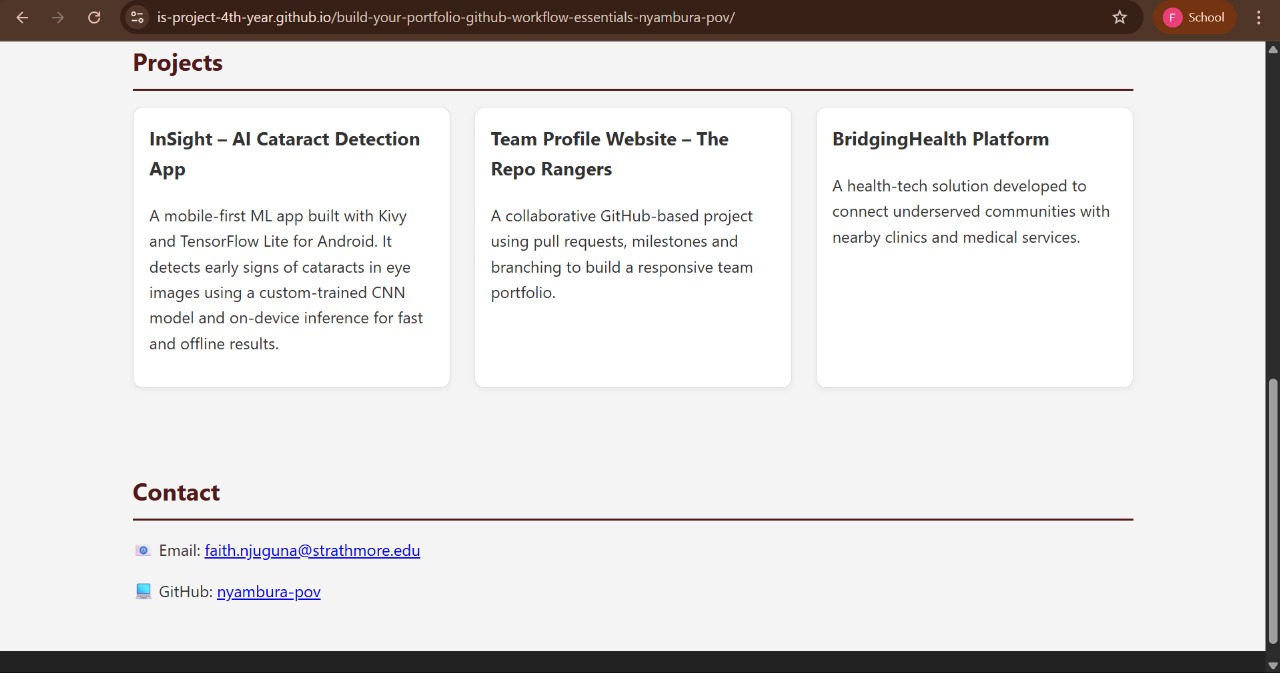 is-project-4th-year.github.io/build-your-portfolio-github-workflow-essentials-nyambura-pov/
F
School
Projects
InSight – AI Cataract Detection
App
A mobile-first ML app built with Kivy
and TensorFlow Lite for Android. It
detects early signs of cataracts in eye
images using a custom-trained CNN
model and on-device inference for fast
and offline results.
Team Profile Website – The
Repo Rangers
A collaborative GitHub-based project
using pull requests, milestones and
branching to build a responsive team
portfolio.
BridgingHealth Platform
A health-tech solution developed to
connect underserved communities with
nearby clinics and medical services.
Contact
Email: faith.njuguna@strathmore.edu
GitHub: nyambura-pov